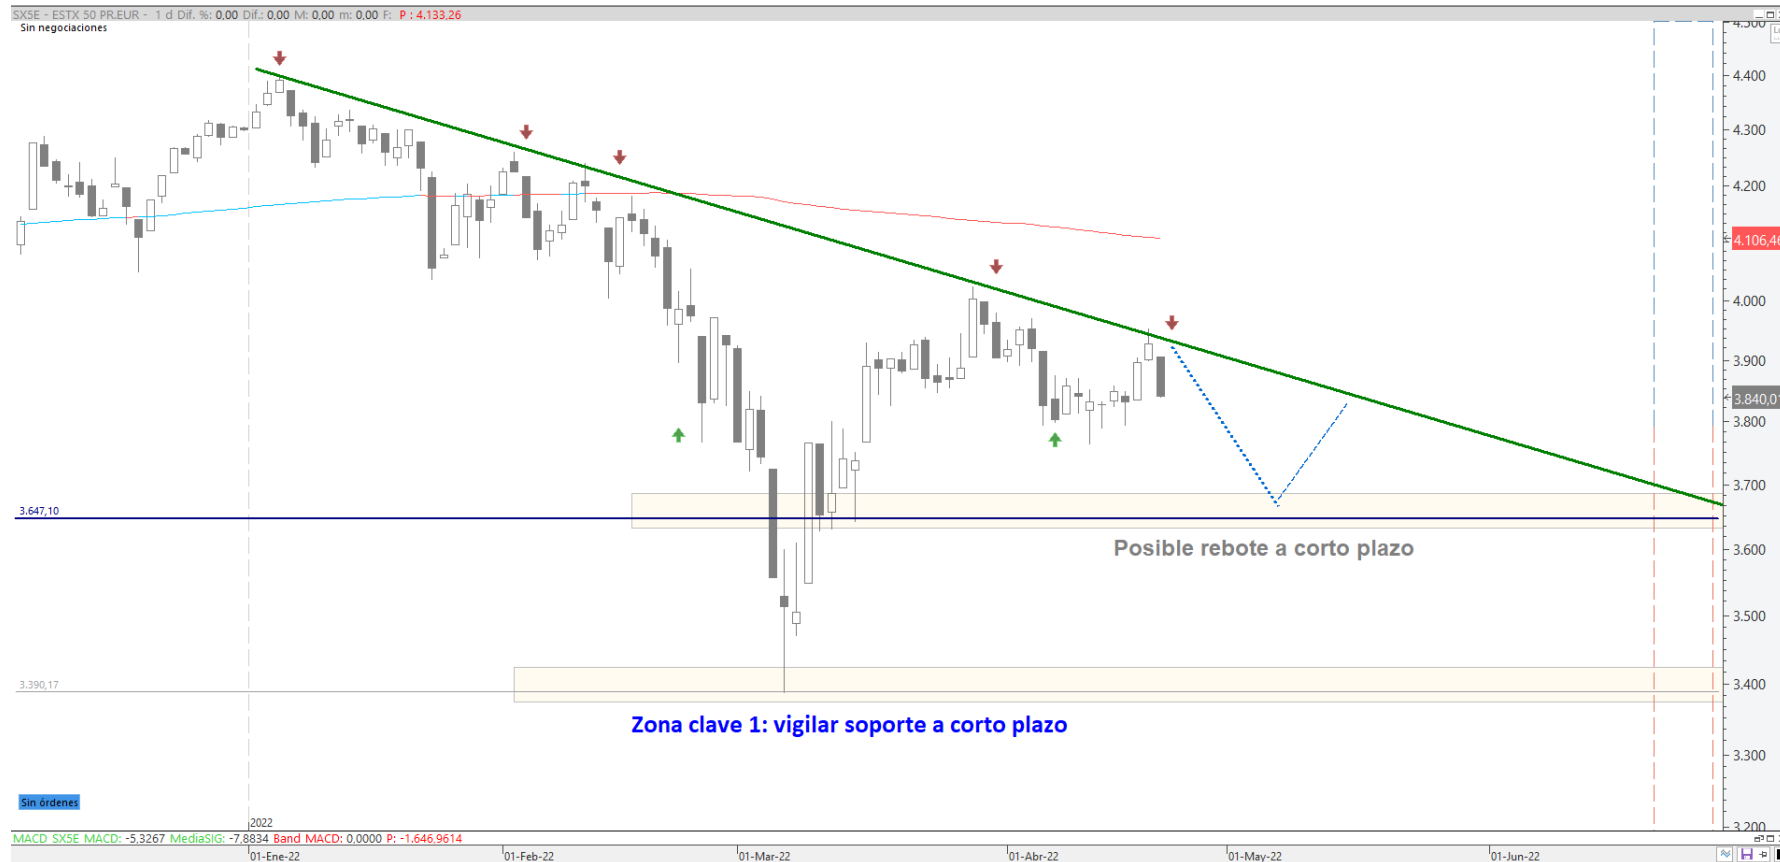 SX5E - ESTX 50 PR.EUR - 1 d Dif. %: 0,00 Dif.: 0,00 M: 0,00 m: 0,00 F: P : 4.133,26
Sin negociaciones
4.500
4.400
4.300
4.200
4.106,46
4.000
3.900
3.840,01
3.800
3.700
3.647,10
3.600
Posible rebote a corto plazo
3.500
3.400
3.390,17
Zona clave 1: vigilar soporte a corto plazo
3.300
Sin órdenes
2022
3.200
MACD SX5E MACD: -5,3267 MediaSIG: -7,8834 Band MACD: 0,0000 P: -1.646,9614
01-Ene-22 01-Feb-22 01-Mar-22 01-Abr-22 01-May-22 01-Jun-22